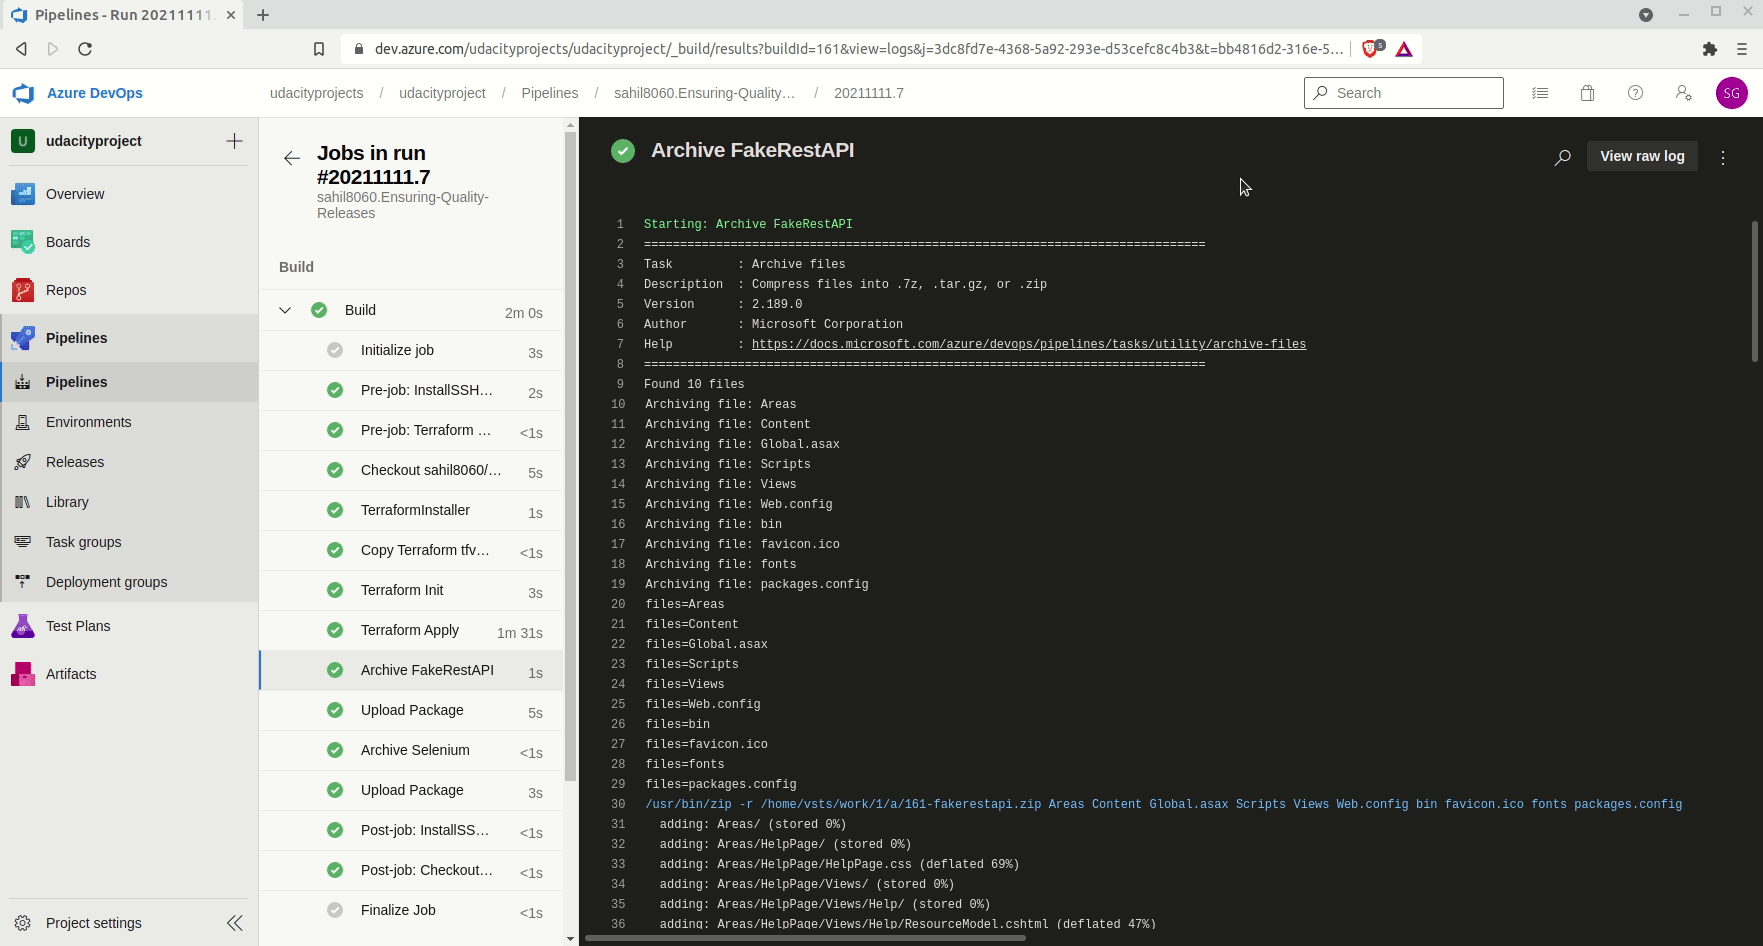 Pipelines - Run 20211111.
dev.azure.com/udacityprojects/udacityproject/_build/results?buildId=161&view=logs&j=3dc8fd7e-4368-5a92-293e-d53cefc8c4b3&t=bb4816d2-316e-5...
5
Azure DevOps
udacityprojects / udacityproject / Pipelines / sahil8060.Ensuring-Quality... / 20211111.7
Search
SG
U udacityproject
Overview
Boards
Repos
Pipelines
Pipelines
Environments
Releases
Library
Task groups
Deployment groups
Test Plans
Artifacts
Project settings
Jobs in run
#20211111.7
sahil8060.Ensuring-Quality-
Releases
Build
Build 2m 0s
Initialize job 3s
Pre-job: InstallSSH... 2s
Pre-job: Terraform ... <1s
Checkout sahil8060/... 5s
TerraformInstaller 1s
Copy Terraform tfv... <1s
Terraform Init 3s
Terraform Apply 1m 31s
Archive FakeRestAPI 1s
Upload Package 5s
Archive Selenium <1s
Upload Package 3s
Post-job: InstallSS... <1s
Post-job: Checkout... <1s
Finalize Job <1s
Archive FakeRestAPI
View raw log
1 Starting: Archive FakeRestAPI
2 ==============================================================================
3 Task : Archive files
4 Description : Compress files into .7z, .tar.gz, or .zip
5 Version : 2.189.0
6 Author : Microsoft Corporation
7 Help : https://docs.microsoft.com/azure/devops/pipelines/tasks/utility/archive-files
8 ==============================================================================
9 Found 10 files
10 Archiving file: Areas
11 Archiving file: Content
12 Archiving file: Global.asax
13 Archiving file: Scripts
14 Archiving file: Views
15 Archiving file: Web.config
16 Archiving file: bin
17 Archiving file: favicon.ico
18 Archiving file: fonts
19 Archiving file: packages.config
20 files=Areas
21 files=Content
22 files=Global.asax
23 files=Scripts
24 files=Views
25 files=Web.config
26 files=bin
27 files=favicon.ico
28 files=fonts
29 files=packages.config
30 /usr/bin/zip -r /home/vsts/work/1/a/161-fakerestapi.zip Areas Content Global.asax Scripts Views Web.config bin favicon.ico fonts packages.config
31 adding: Areas/ (stored 0%)
32 adding: Areas/HelpPage/ (stored 0%)
33 adding: Areas/HelpPage/HelpPage.css (deflated 69%)
34 adding: Areas/HelpPage/Views/ (stored 0%)
35 adding: Areas/HelpPage/Views/Help/ (stored 0%)
36 adding: Areas/HelpPage/Views/Help/ResourceModel.cshtml (deflated 47%)